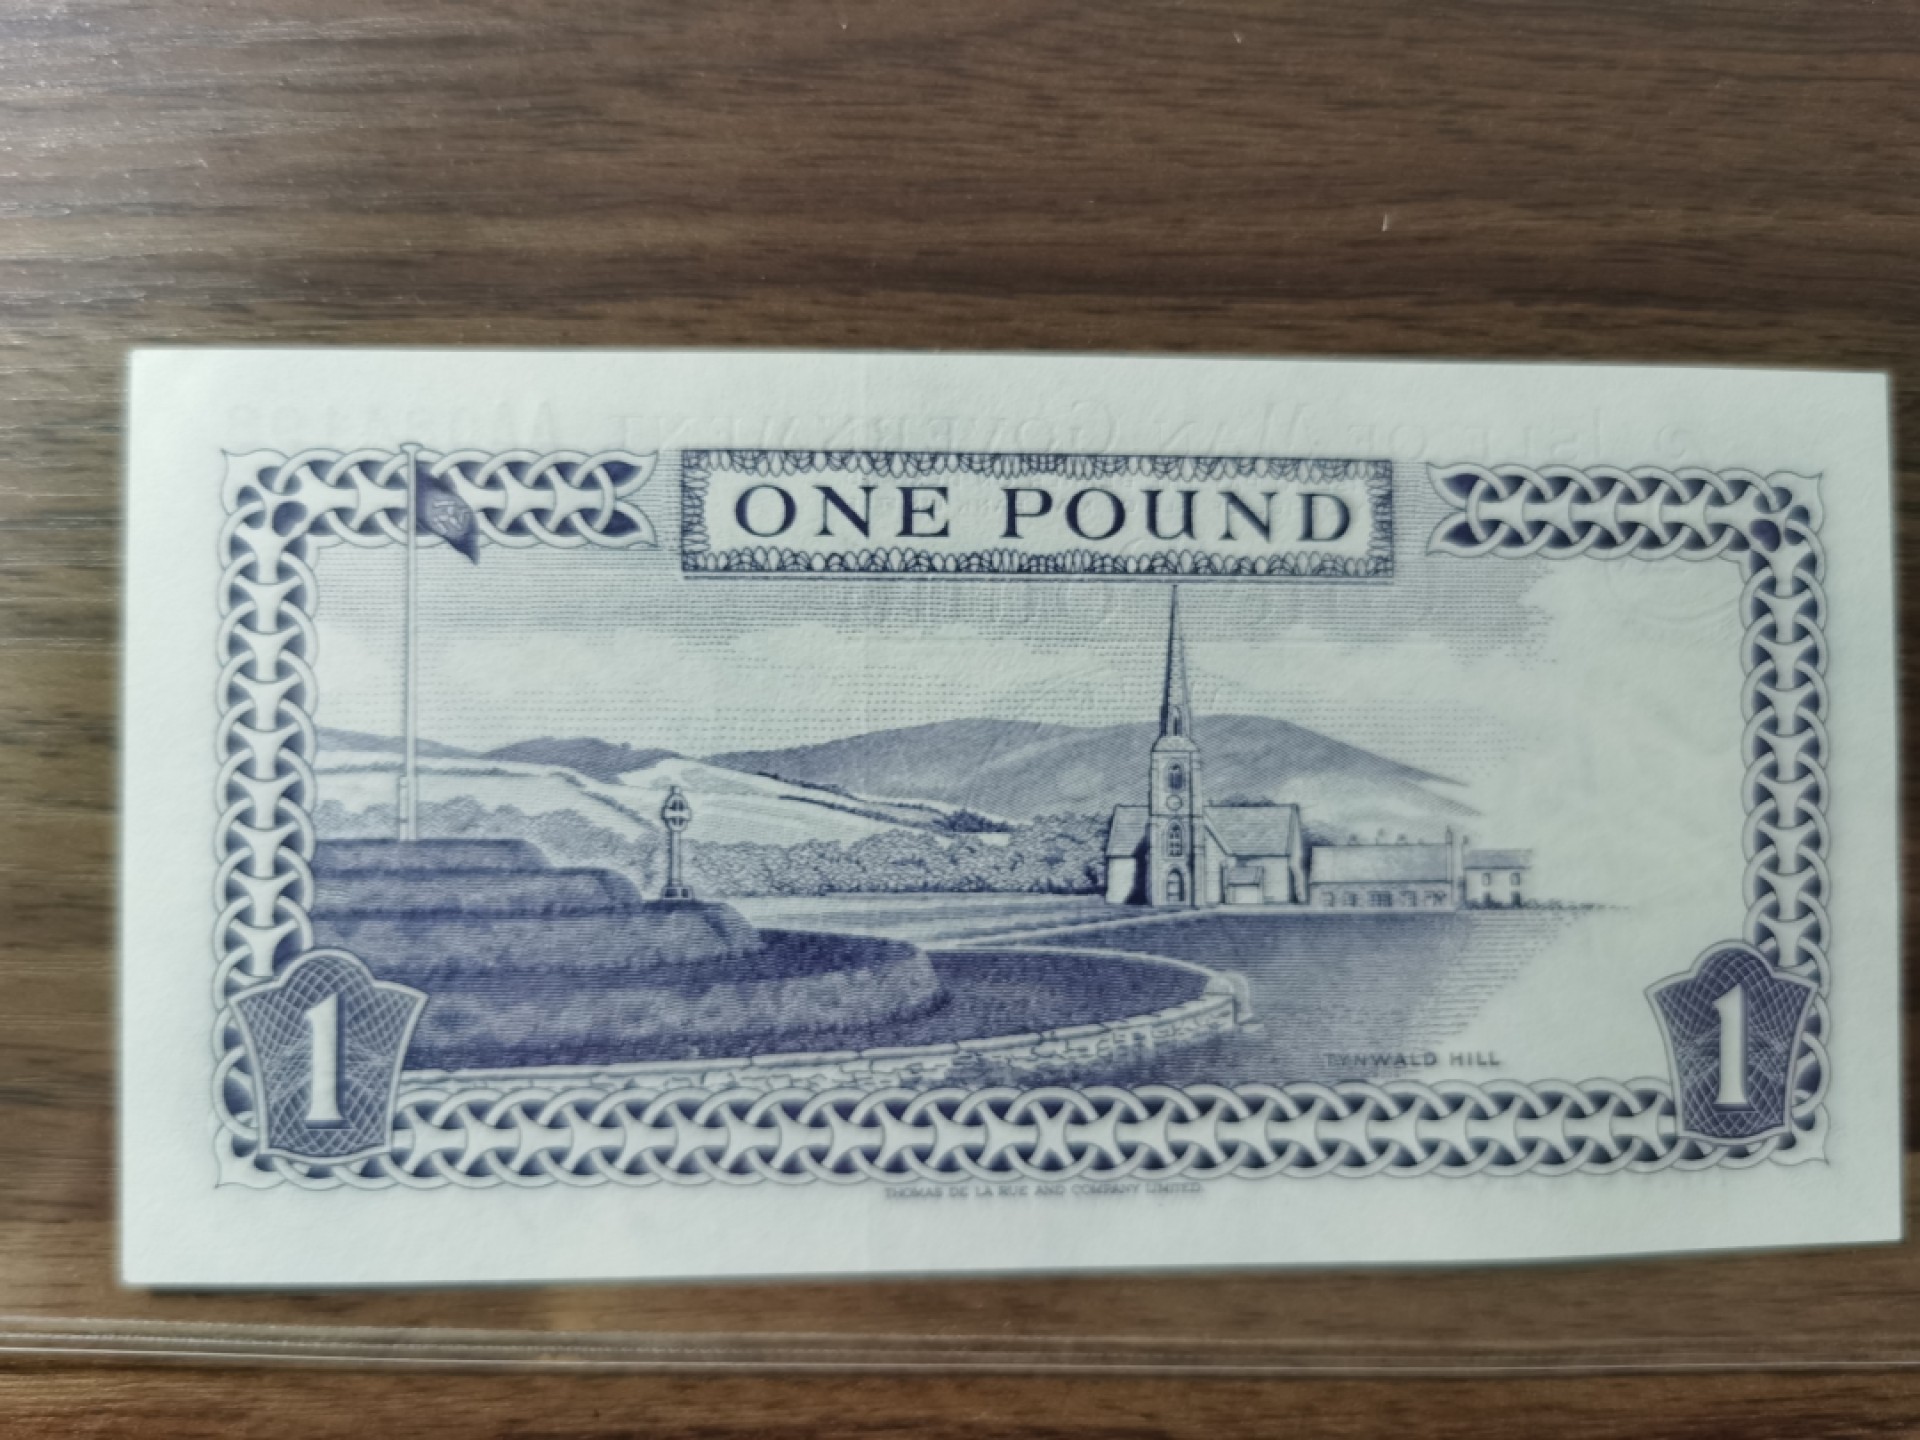 ONE POUND
TYNWALD HILL
1
1
THOMAS DE LA RUE AND COMPANY LIMITED.